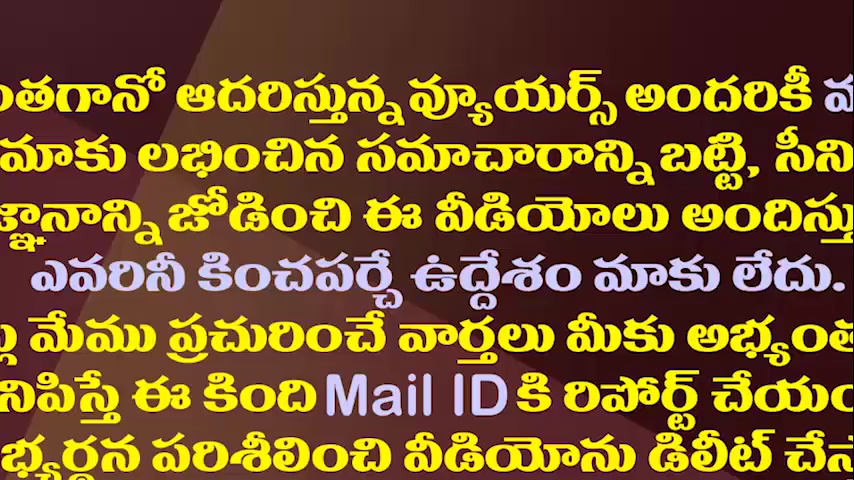 ంతగానో ఆదరిస్తున్న వ్యూయర్స్ అందరికీ
మాకు లభించిన సమాచారాన్ని బట్టి, సీని
జ్ఞానాన్ని జోడించి ఈ వీడియోలు అందిస్తు
ఎవరినీ కించపర్చే ఉద్దేశం మాకు లేదు.
మేము ప్రచురించే వార్తలు మీకు అభ్యంత
నిపిస్తే ఈ కింది Mail ID కి రిపోర్ట్ చేయం
భ్యర్థన పరిశీలించి వీడియోను డిలీట్ చేస